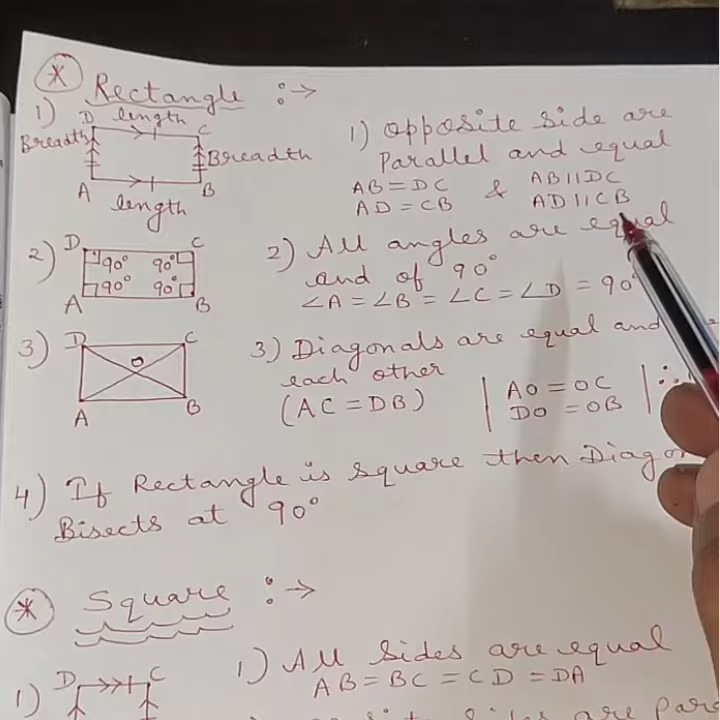 * Rectangle :→
1) D length C
Breadth Breadth
A B
length
1) Opposite side are
Parallel and equal
AB = DC & AB || DC
AD = CB AD || CB
2) D C
90° 90°
90° 90°
A B
2) All angles are equal
and of 90°
∠A = ∠B = ∠C = ∠D = 90°
3) D C
O
A B
3) Diagonals are equal and
each other
(AC = DB) | AO = OC | ∴
DO = OB
4) If Rectangle is square then
Bisects at 90°
* Square :→
1) D C
1) All sides are equal
AB = BC = CD = DA
are